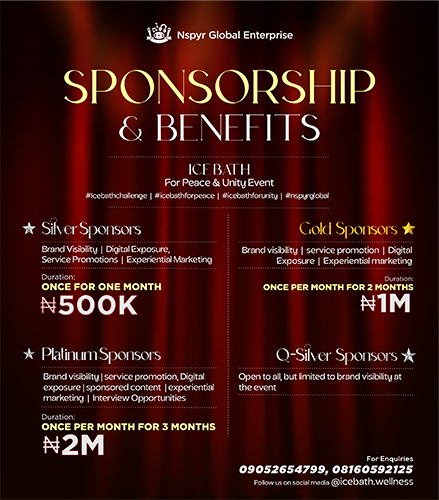 Nspyr Global Enterprise
SPONSORSHIP
& BENEFITS
ICE BATH
For Peace & Unity Event
#Icebathchallenge | #icebathforpeace | #icebathforunity | #nspyrglobal
Silver Sponsors
Brand Visibility | Digital Exposure,
Service Promotions | Experiential Marketing
Duration:
ONCE FOR ONE MONTH
₦500K
Gold Sponsors
Brand visibility | service promotion | Digital
Exposure | Experiential marketing
Duration:
ONCE PER MONTH FOR 2 MONTHS
₦1M
Platinum Sponsors
Brand visibility | service promotion, Digital
exposure | sponsored content | experiential
marketing | Interview Opportunities
Duration:
ONCE PER MONTH FOR 3 MONTHS
₦2M
Q-Silver Sponsors
Open to all, but limited to brand visibility at
the event
For Enquiries
09052654799, 08160592125
Follow us on social media @icebath.wellness